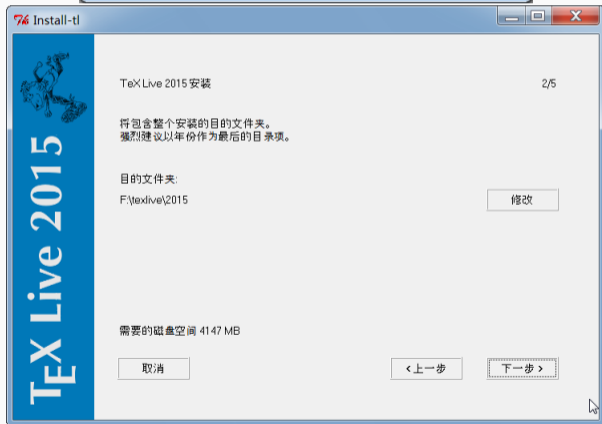 Install-tl
TeX Live 2015 安装
2/5
将包含整个安装的目的文件夹。
强烈建议以年份作为最后的目录项。
目的文件夹:
F:\texlive\2015
修改
需要的磁盘空间 4147 MB
取消
‹上一步
下一步›
TEX Live 2015